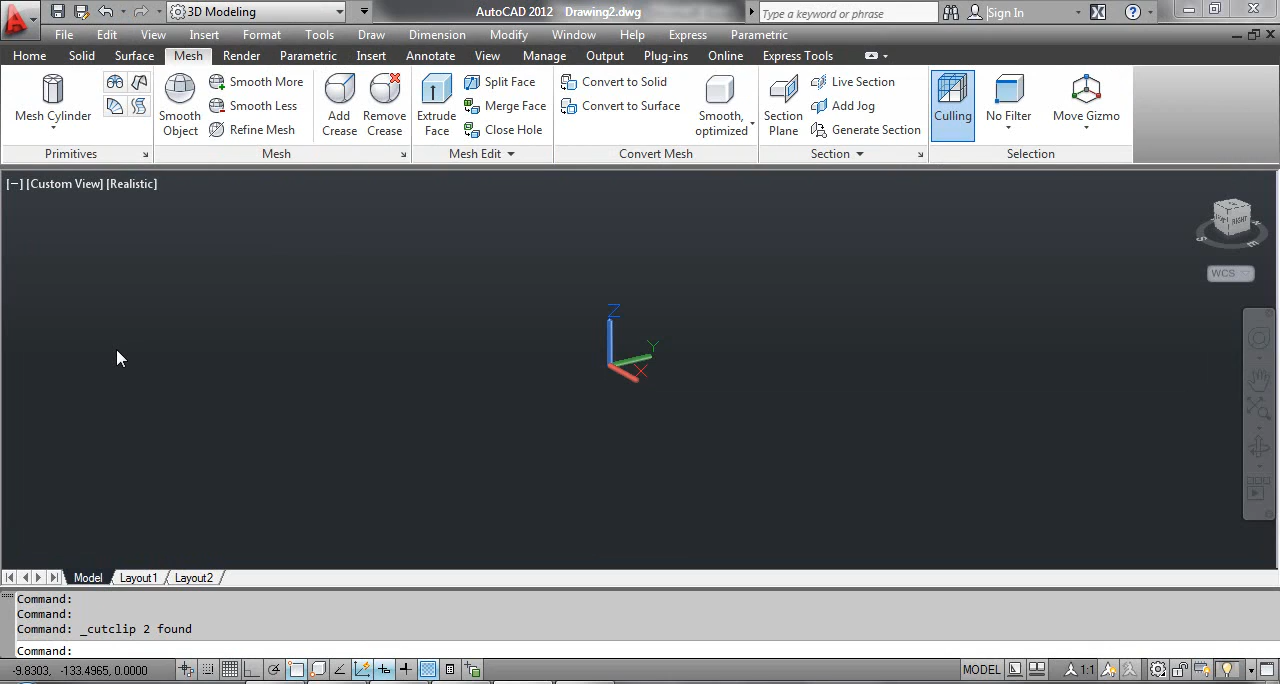 3D Modeling
AutoCAD 2012 Drawing2.dwg
Type a keyword or phrase
Sign In
File Edit View Insert Format Tools Draw Dimension Modify Window Help Express Parametric
Home Solid Surface Mesh Render Parametric Insert Annotate View Manage Output Plug-ins Online Express Tools
Mesh Cylinder
Smooth Object
Smooth More
Smooth Less
Refine Mesh
Add Crease
Remove Crease
Extrude Face
Split Face
Merge Face
Close Hole
Convert to Solid
Convert to Surface
Smooth, optimized
Section Plane
Live Section
Add Jog
Generate Section
Culling
No Filter
Move Gizmo
Primitives Mesh Mesh Edit Convert Mesh Section Selection
[−] [Custom View] [Realistic]
RIGHT
S
E
WCS
Z
Y
X
Model Layout1 Layout2
Command:
Command:
Command: _cutclip 2 found
Command:
-9.8303, -133.4965, 0.0000
MODEL
1:1